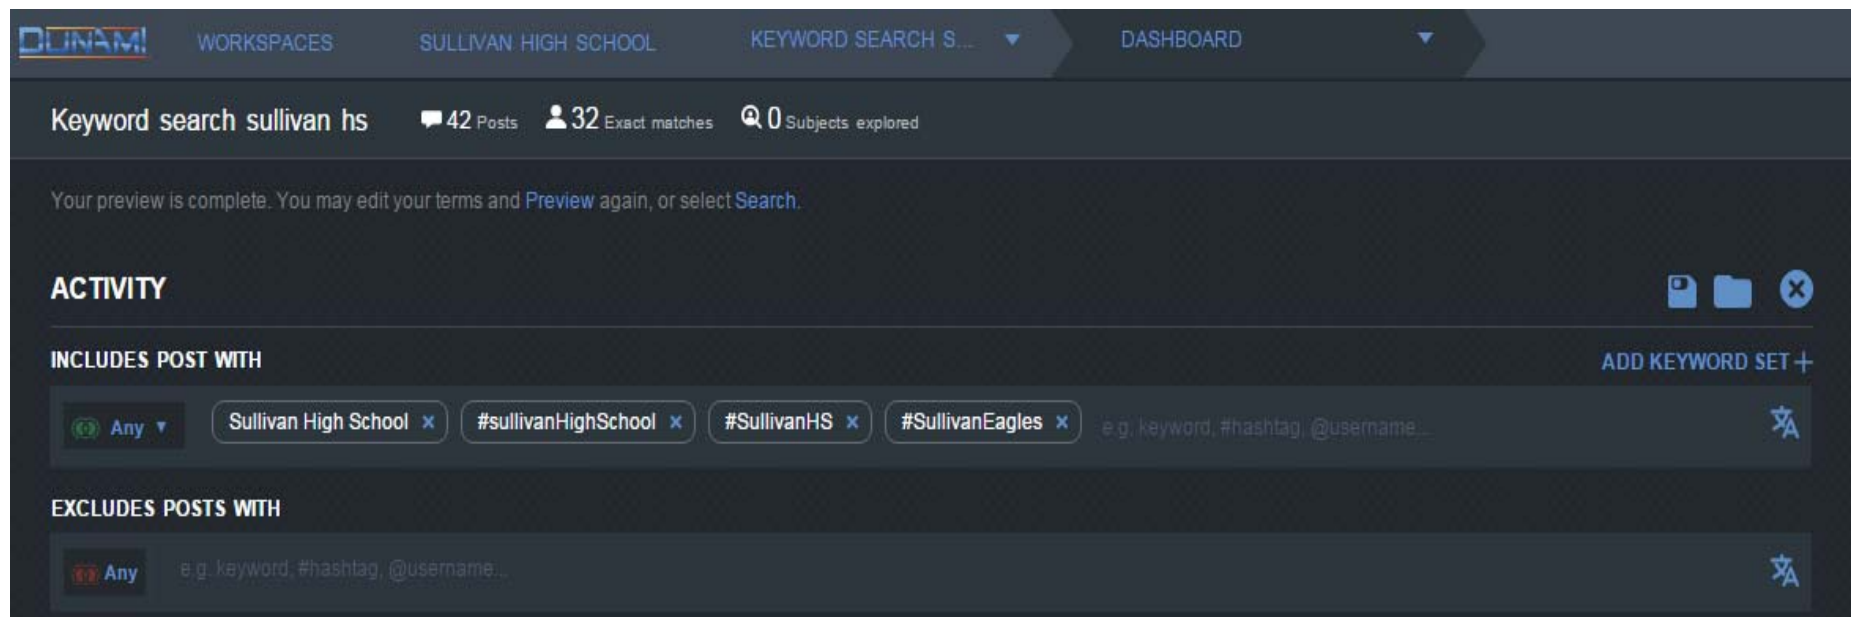 DUNAMI WORKSPACES SULLIVAN HIGH SCHOOL KEYWORD SEARCH S... DASHBOARD
Keyword search sullivan hs 42 Posts 32 Exact matches 0 Subjects explored
Your preview is complete. You may edit your terms and Preview again, or select Search.
ACTIVITY
INCLUDES POST WITH ADD KEYWORD SET +
Any Sullivan High School × #sullivanHighSchool × #SullivanHS × #SullivanEagles × e.g. keyword, #hashtag, @username...
EXCLUDES POSTS WITH
Any e.g. keyword, #hashtag, @username...